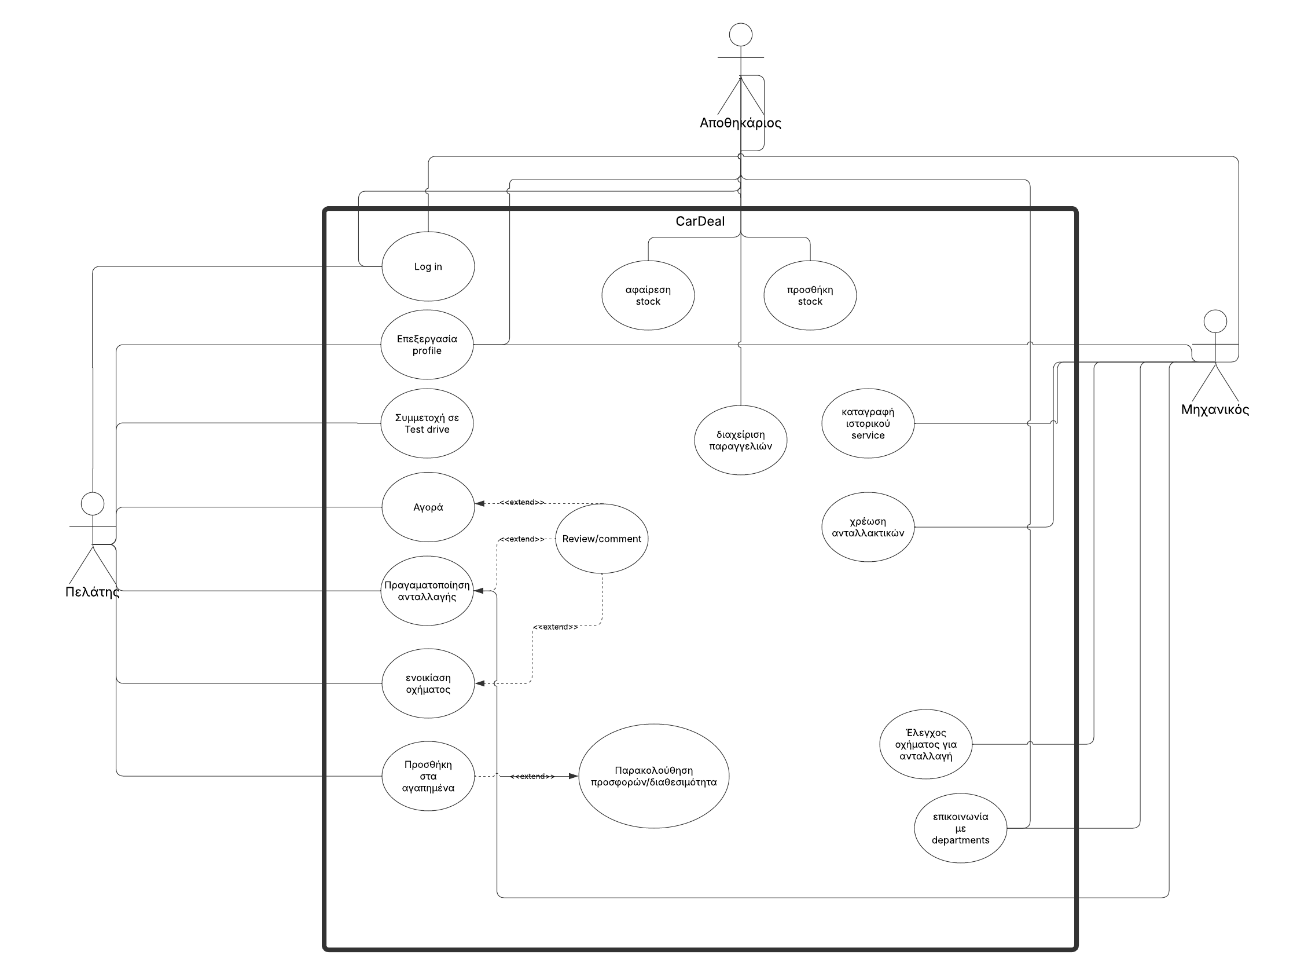 Αποθηκάριος
CarDeal
Log in
αφαίρεση
stock
προσθήκη
stock
Επεξεργασία
profile
Μηχανικός
Συμμετοχή σε
Test drive
καταγραφή
ιστορικού
service
διαχείριση
παραγγελιών
Αγορά
<<extend>>
Review/comment
<<extend>>
χρέωση
ανταλλακτικών
Πελάτης
Πραγαματοποίηση
ανταλλαγής
<<extend>>
ενοικίαση
οχήματος
Έλεγχος
οχήματος για
ανταλλαγή
Προσθήκη
στα
αγαπημένα
<<extend>>
Παρακολούθηση
προσφορών/διαθεσιμότητα
επικοινωνία
με
departments